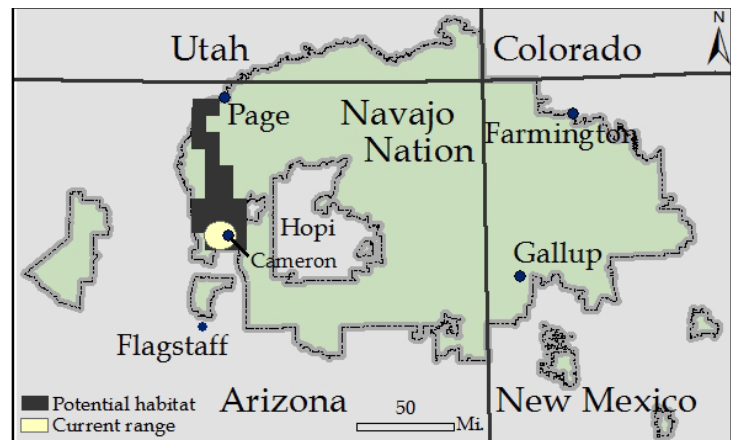 N
Utah
Colorado
Page
Navajo
Nation
Farmington
Hopi
Cameron
Gallup
Flagstaff
Arizona
New Mexico
Potential habitat
Current range
50
Mi.